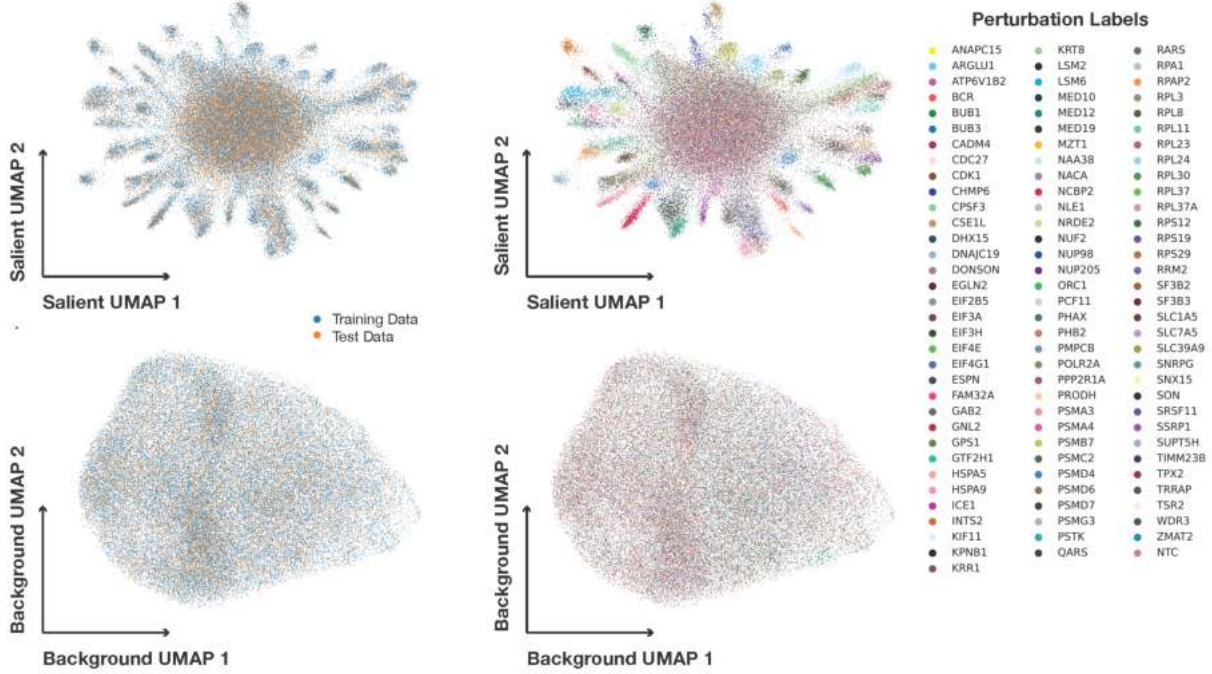 Perturbation Labels
ANAPC15
ARGLU1
ATP6V1B2
BCR
BUB1
BUB3
CADM4
CDC27
CDK1
CHMP6
CPSF3
CSE1L
DHX15
DNAJC19
DONSON
EGLN2
EIF2B5
EIF3A
EIF3H
EIF4E
EIF4G1
ESPN
FAM32A
GAB2
GNL2
GPS1
GTF2H1
HSPA5
HSPA9
ICE1
INTS2
KIF11
KPNB1
KRR1
KRT8
LSM2
LSM6
MED10
MED12
MED19
MZT1
NAA38
NACA
NCBP2
NLE1
NRDE2
NUF2
NUP98
NUP205
ORC1
PCF11
PHAX
PHB2
PMPCB
POLR2A
PPP2R1A
PRODH
PSMA3
PSMA4
PSMB7
PSMC2
PSMD4
PSMD6
PSMD7
PSMG3
PSTK
QARS
RARS
RPA1
RPAP2
RPL3
RPL8
RPL11
RPL23
RPL24
RPL30
RPL37
RPL37A
RPS12
RPS19
RPS29
RRM2
SF3B2
SF3B3
SLC1A5
SLC7A5
SLC39A9
SNRPG
SNX15
SON
SRSF11
SSRP1
SUPT5H
TIMM23B
TPX2
TRRAP
TSR2
WDR3
ZMAT2
NTC
Salient UMAP 2
Salient UMAP 1
Salient UMAP 2
Salient UMAP 1
Training Data
Test Data
Background UMAP 2
Background UMAP 1
Background UMAP 2
Background UMAP 1